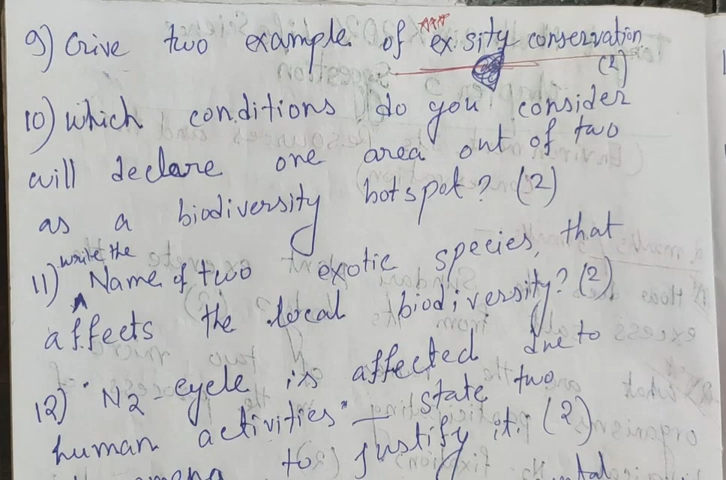 9) Give two example of ex sity conservation
(2)
10) which conditions do you consider
will declare one area out of two
as a biodiversity hotspot? (2)
write the
11) Name of two exotic species, that
affects the local biodiversity? (2)
12) "N2 cycle is affected due to
human activities" — state two
to justify it. (2)